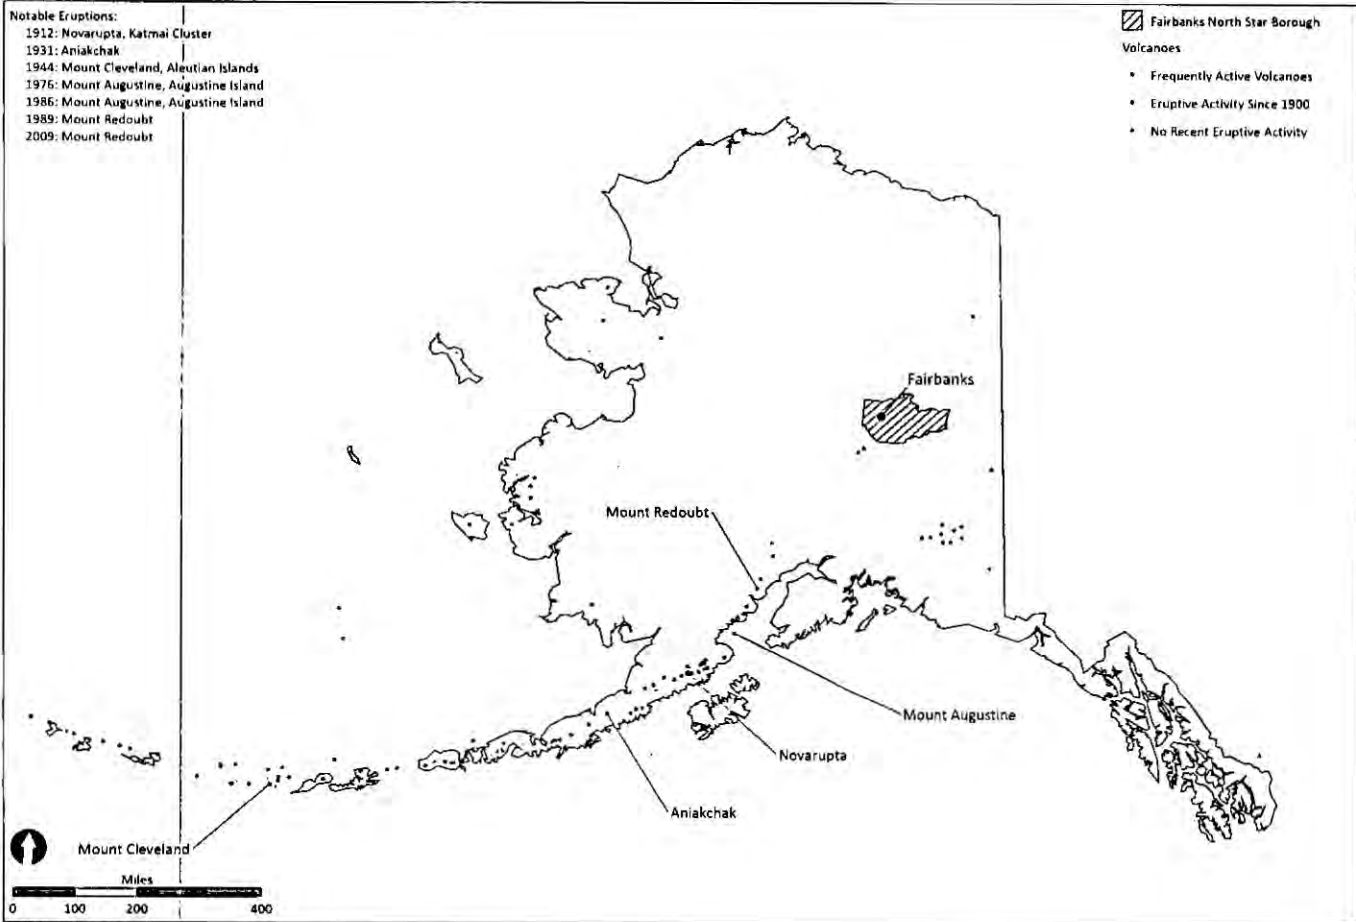 Notable Eruptions:
1912: Novarupta, Katmai Cluster
1931: Aniakchak
1944: Mount Cleveland, Aleutian Islands
1976: Mount Augustine, Augustine Island
1986: Mount Augustine, Augustine Island
1989: Mount Redoubt
2009: Mount Redoubt
Fairbanks North Star Borough
Volcanoes
Frequently Active Volcanoes
Eruptive Activity Since 1900
No Recent Eruptive Activity
Fairbanks
Mount Redoubt
Mount Augustine
Novarupta
Aniakchak
Mount Cleveland
Miles
0 100 200 400